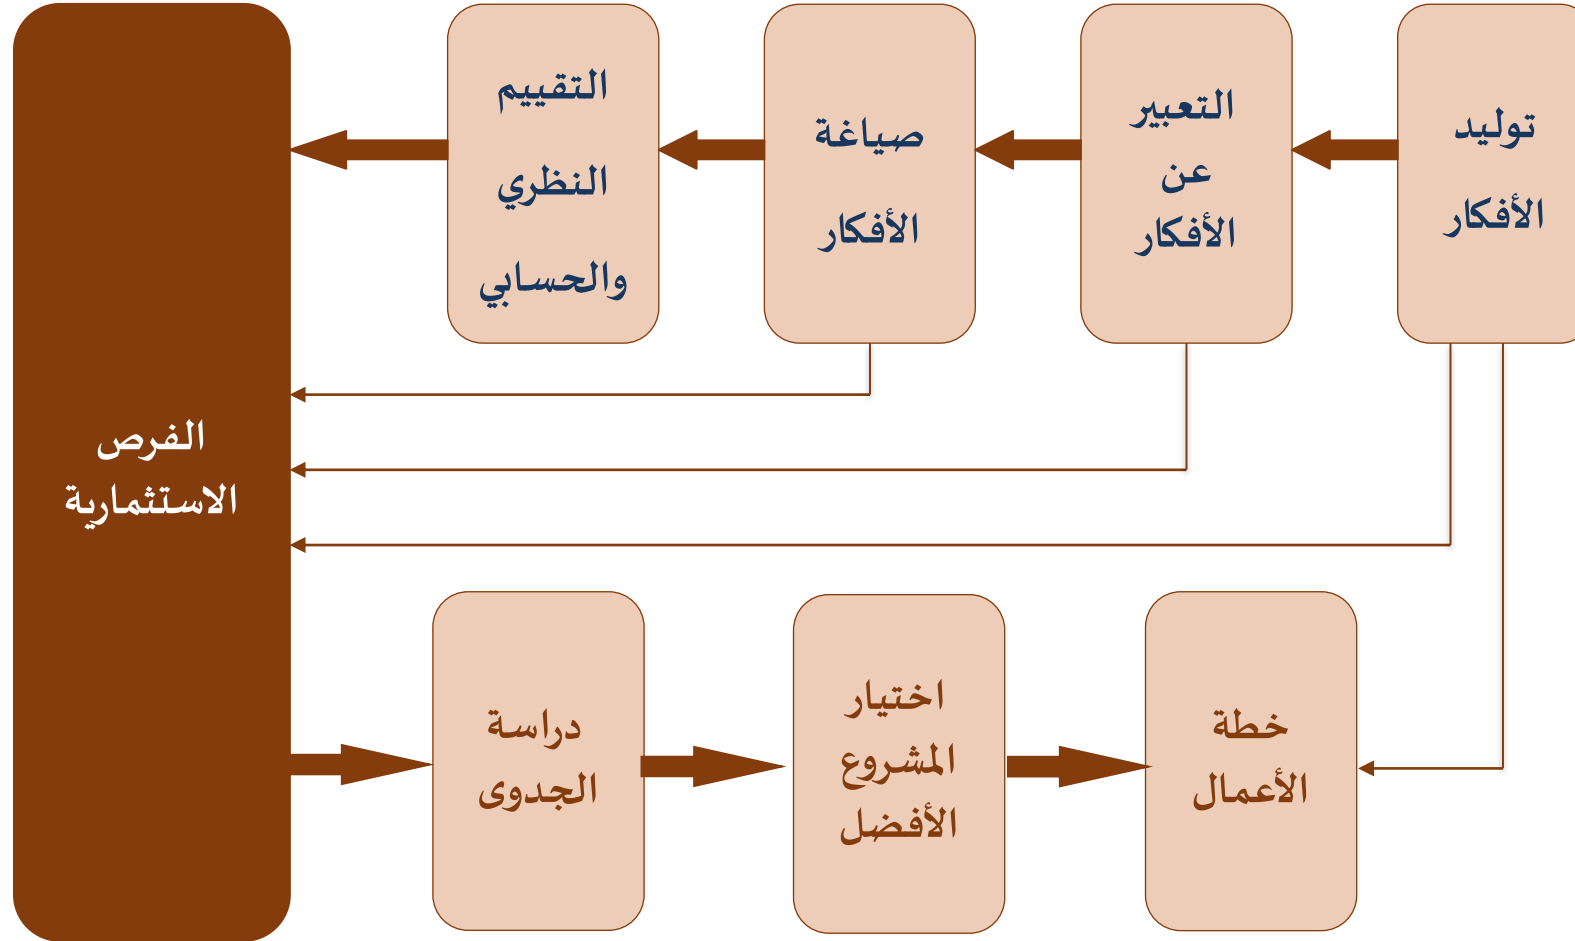 توليد
الأفكار
التعبير
عن
الأفكار
صياغة
الأفكار
التقييم
النظري
والحسابي
الفرص
الاستثمارية
دراسة
الجدوى
اختيار
المشروع
الأفضل
خطة
الأعمال